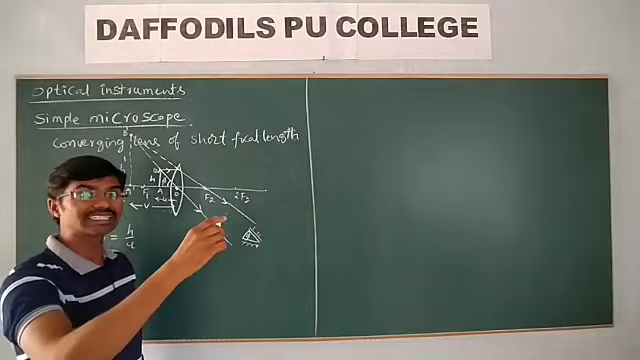 DAFFODILS PU COLLEGE
Optical instruments
Simple microscope
Converging lens of short focal length
B
h
A F₁ A O F₂ 2F₂
u
v
= h
u